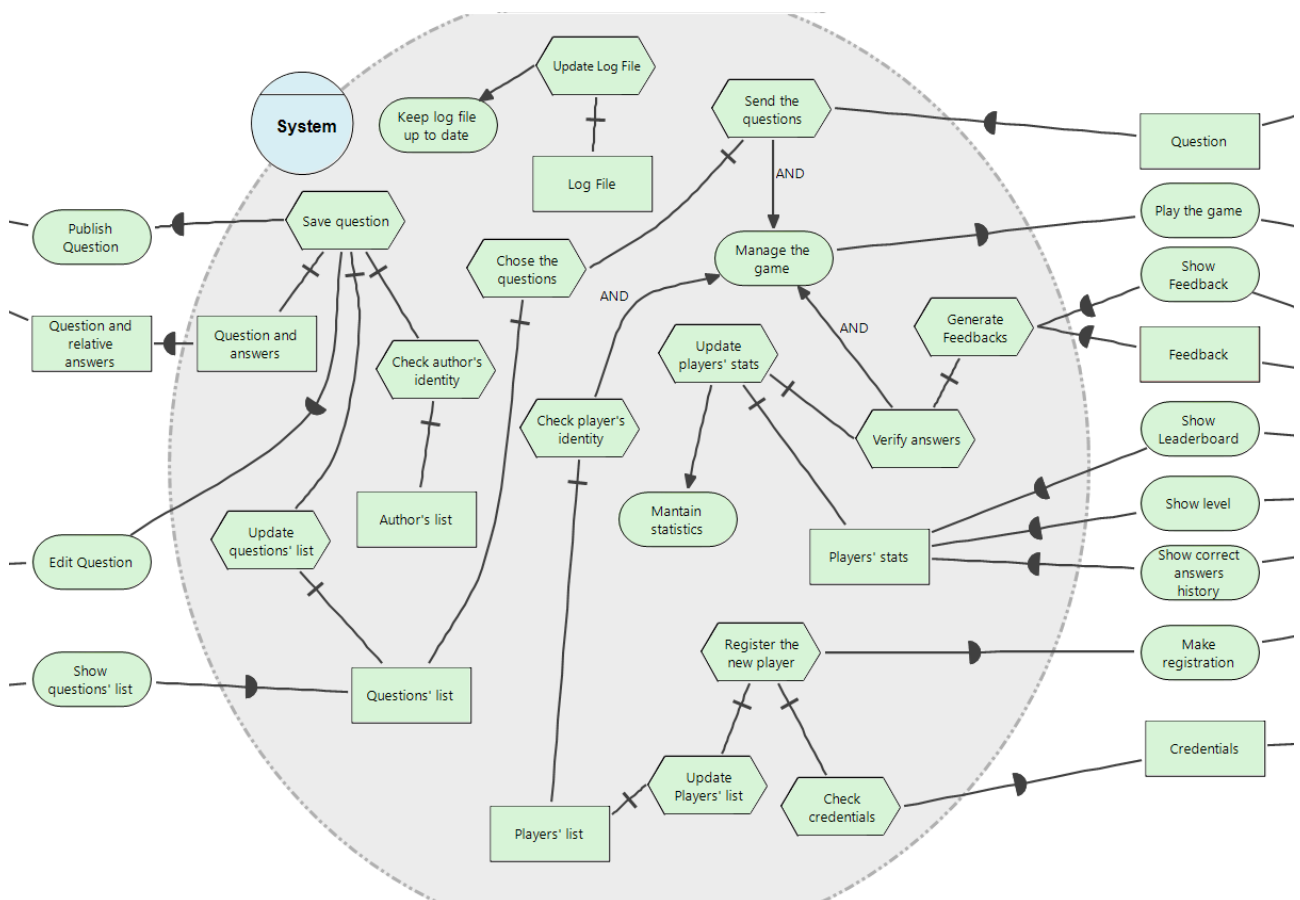 Update Log File
System
Keep log file
up to date
Send the
questions
Question
Log File
AND
Publish
Question
Save question
Play the game
Chose the
questions
Manage the
game
Show
Feedback
AND
Question and
relative
answers
Question and
answers
Check author's
identity
Update
players' stats
AND
Generate
Feedbacks
Feedback
Check player's
identity
Verify answers
Show
Leaderboard
Author's list
Mantain
statistics
Show level
Update
questions' list
Edit Question
Players' stats
Show correct
answers
history
Register the
new player
Make
registration
Show
questions' list
Questions' list
Credentials
Update
Players' list
Check
credentials
Players' list